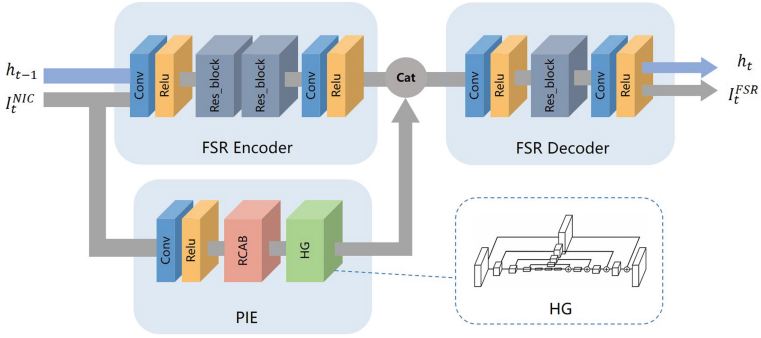 h_{t-1}
I_t^{NIC}
Conv
Relu
Res_block
Res_block
Conv
Relu
FSR Encoder
Cat
Conv
Relu
Res_block
Conv
Relu
FSR Decoder
h_t
I_t^{FSR}
Conv
Relu
RCAB
HG
PIE
HG